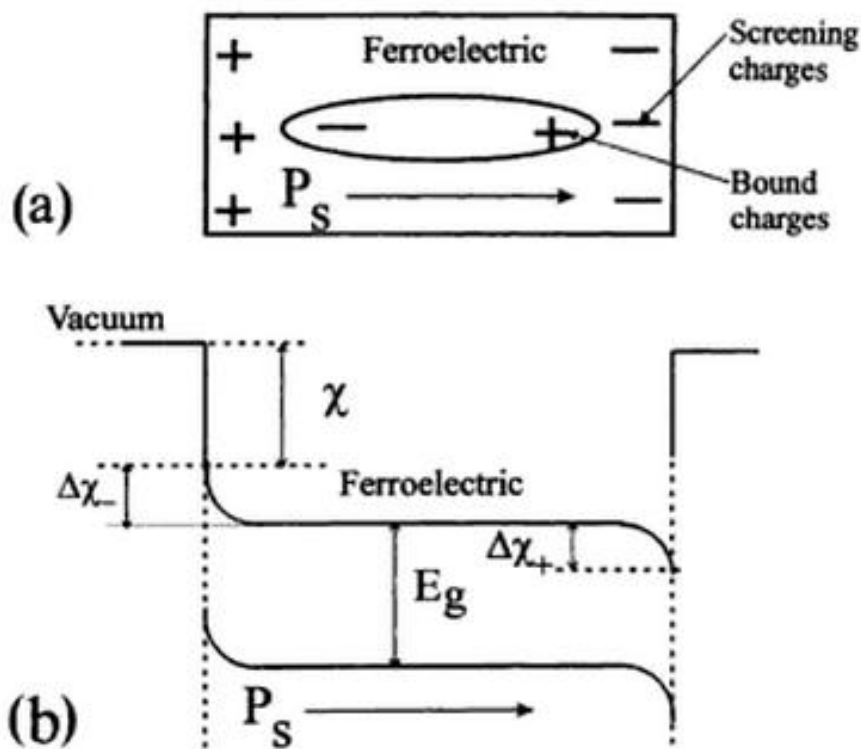 Ferroelectric
Screening
charges
+ −
+ − + −
+ −
P_S
Bound
charges
(a)
Vacuum
χ
Δχ₋
Ferroelectric
Δχ₊
E_g
P_S
(b)